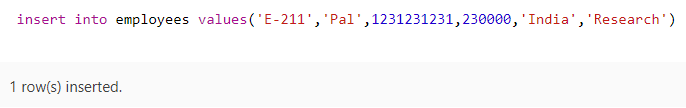 insert into employees values('E-211','Pal',1231231231,230000,'India','Research')
1 row(s) inserted.